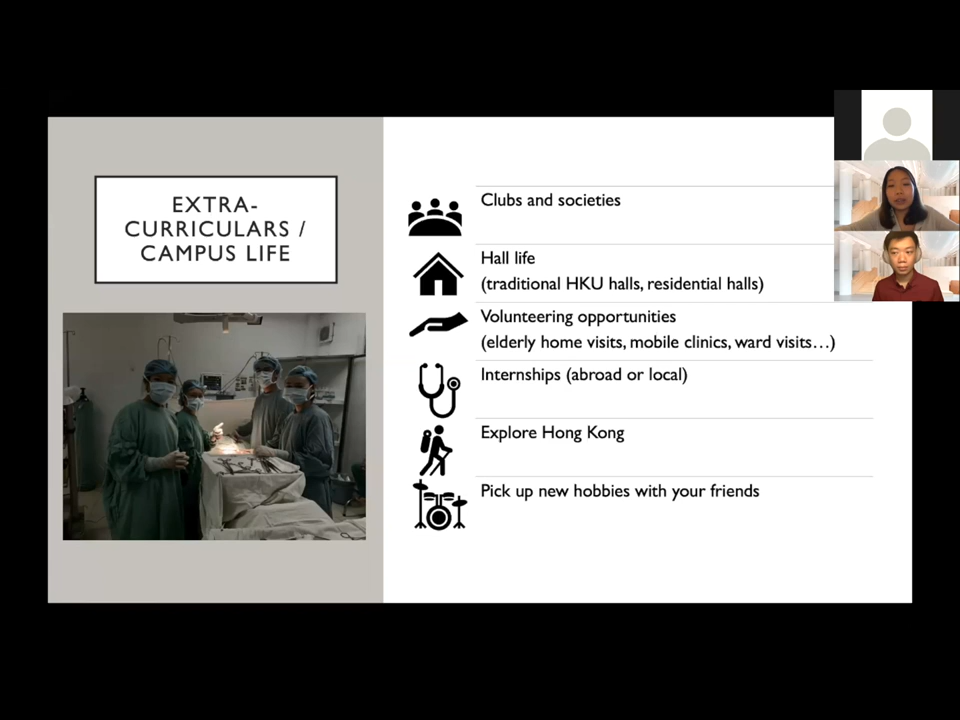 EXTRA-
CURRICULARS /
CAMPUS LIFE
Clubs and societies
Hall life
(traditional HKU halls, residential halls)
Volunteering opportunities
(elderly home visits, mobile clinics, ward visits…)
Internships (abroad or local)
Explore Hong Kong
Pick up new hobbies with your friends